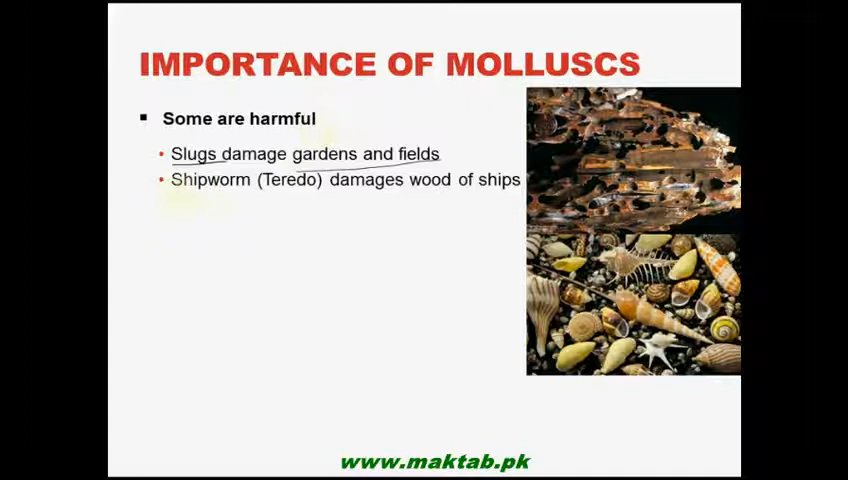 IMPORTANCE OF MOLLUSCS
▪ Some are harmful
• Slugs damage gardens and fields
• Shipworm (Teredo) damages wood of ships
www.maktab.pk